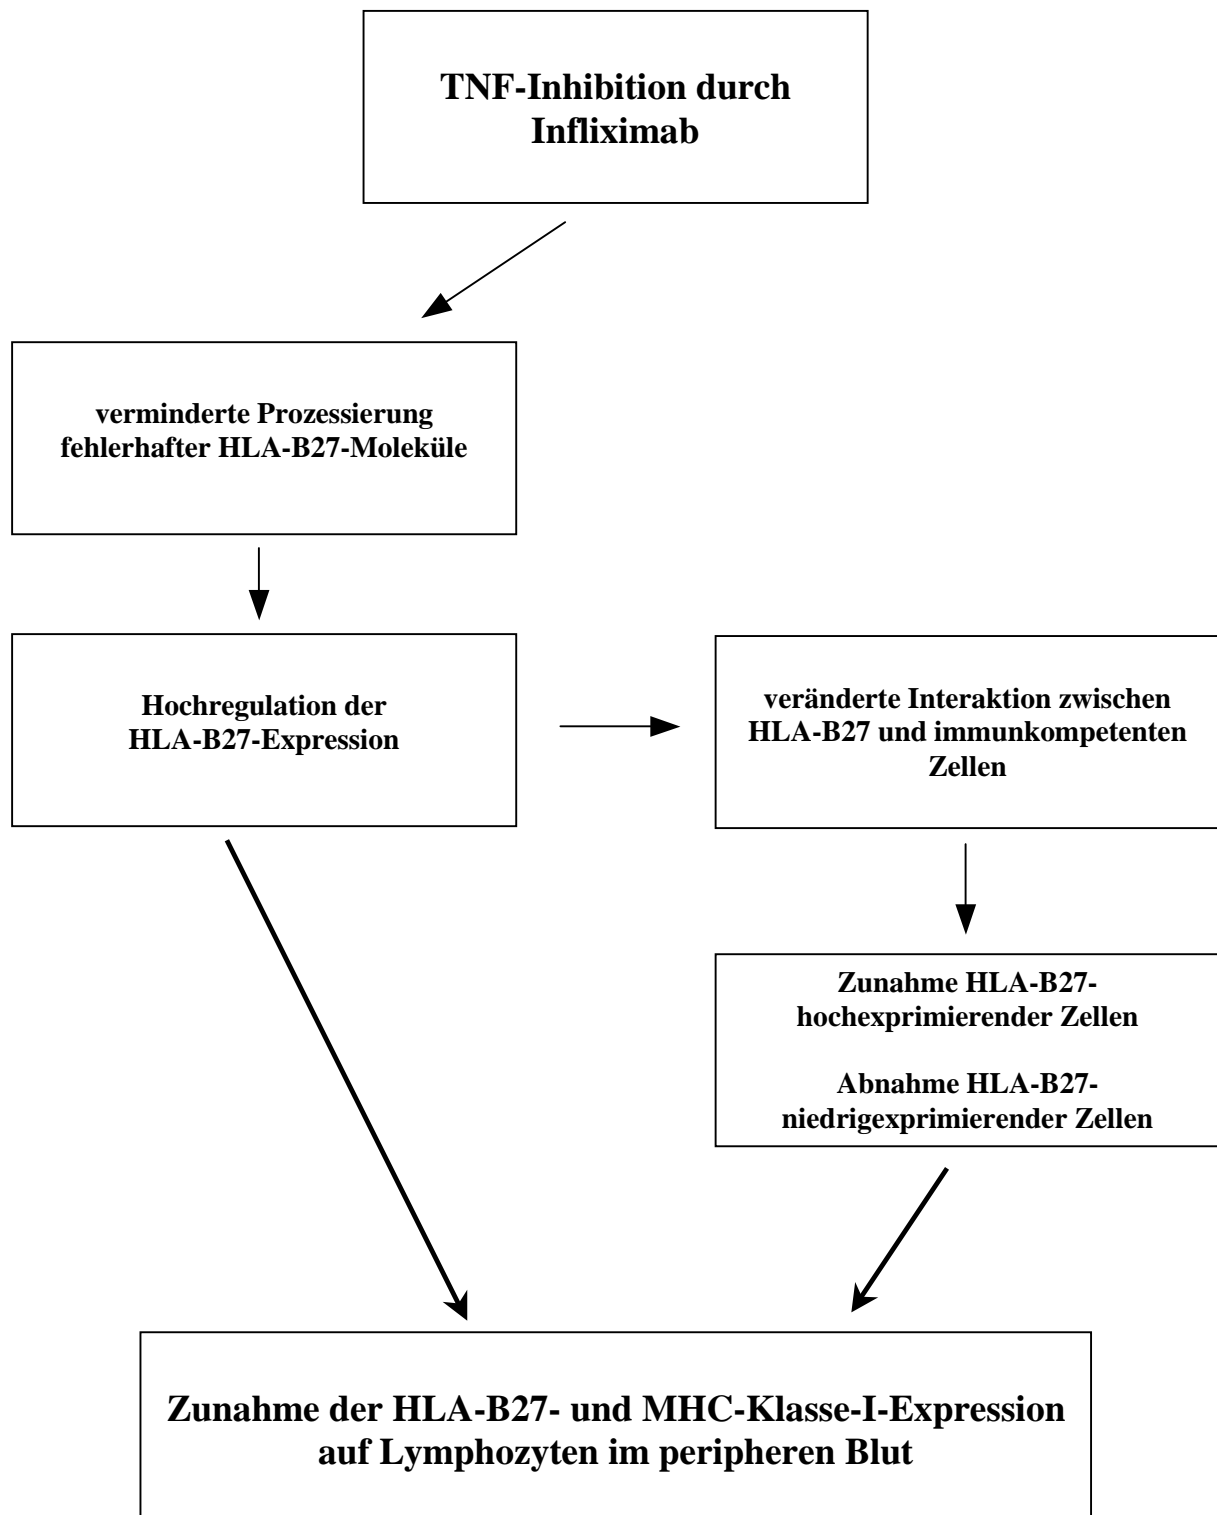 TNF-Inhibition durch
Infliximab
verminderte Prozessierung
fehlerhafter HLA-B27-Moleküle
Hochregulation der
HLA-B27-Expression
veränderte Interaktion zwischen
HLA-B27 und immunkompetenten
Zellen
Zunahme HLA-B27-
hochexprimierender Zellen
Abnahme HLA-B27-
niedrigexprimierender Zellen
Zunahme der HLA-B27- und MHC-Klasse-I-Expression
auf Lymphozyten im peripheren Blut